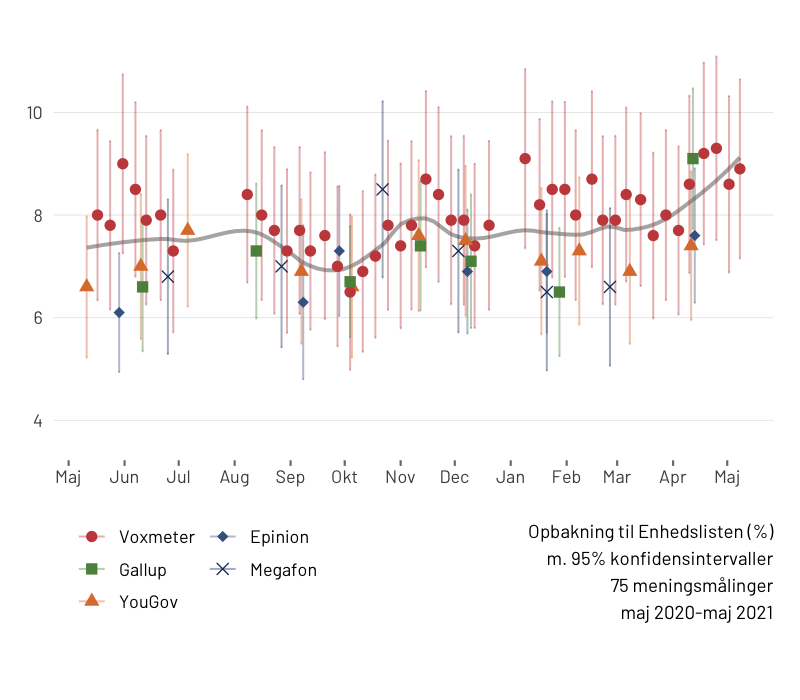 10
8
6
4
Maj Jun Jul Aug Sep Okt Nov Dec Jan Feb Mar Apr Maj
Voxmeter Epinion
Gallup Megafon
YouGov
Opbakning til Enhedslisten (%)
m. 95% konfidensintervaller
75 meningsmålinger
maj 2020-maj 2021